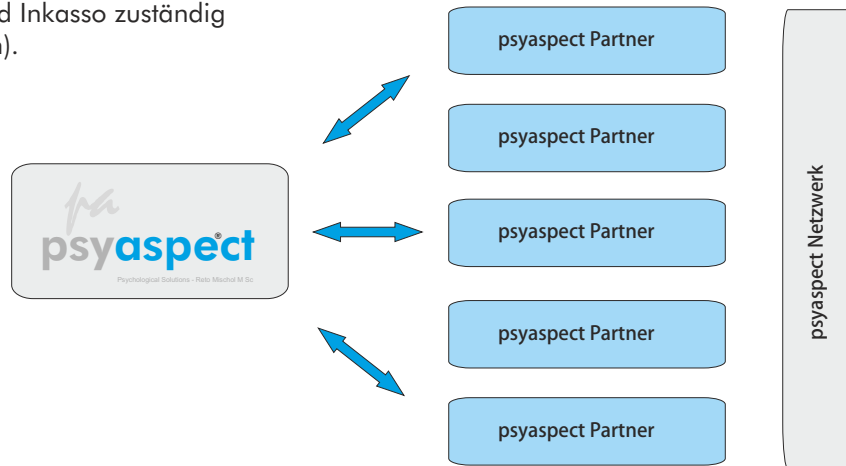 d Inkasso zuständig
).
psyaspect Partner
psyaspect Partner
pa
psyaspect®
Psychological Solutions - Reto Mischol M Sc.
psyaspect Partner
psyaspect Partner
psyaspect Partner
psyaspect Netzwerk